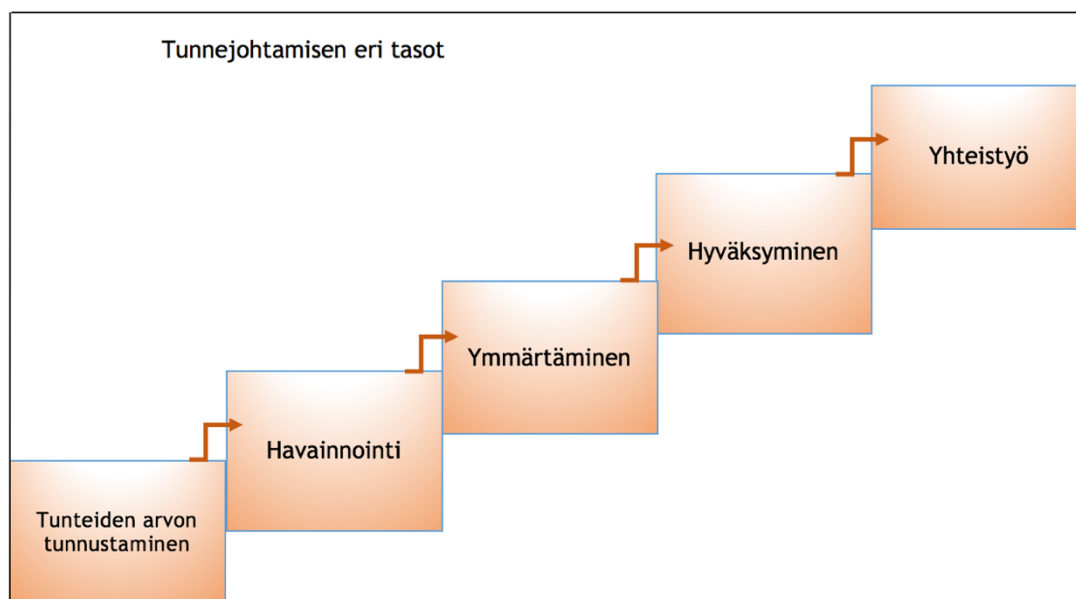 Tunnejohtamisen eri tasot
Yhteistyö
Hyväksyminen
Ymmärtäminen
Havainnointi
Tunteiden arvon
tunnustaminen